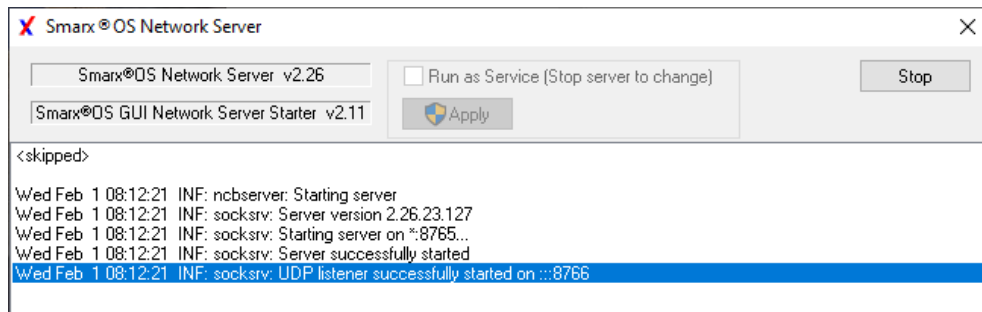 Smarx ® OS Network Server
Smarx®OS Network Server v2.26
Run as Service (Stop server to change)
Stop
Smarx®OS GUI Network Server Starter v2.11
Apply
<skipped>
Wed Feb 1 08:12:21 INF: ncbserver: Starting server
Wed Feb 1 08:12:21 INF: socksrv: Server version 2.26.23.127
Wed Feb 1 08:12:21 INF: socksrv: Starting server on *:8765...
Wed Feb 1 08:12:21 INF: socksrv: Server successfully started
Wed Feb 1 08:12:21 INF: socksrv: UDP listener successfully started on :::8766